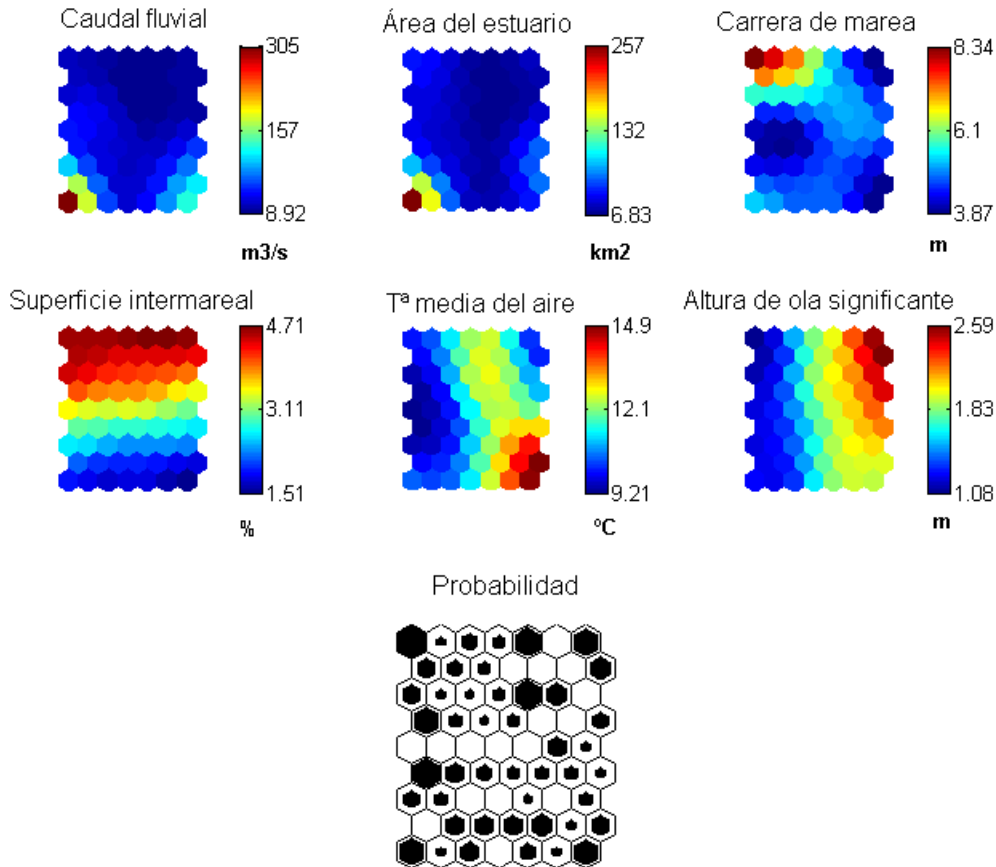 Caudal fluvial
305
157
8.92
m3/s
Área del estuario
257
132
6.83
km2
Carrera de marea
8.34
6.1
3.87
m
Superficie intermareal
4.71
3.11
1.51
%
Tª media del aire
14.9
12.1
9.21
ºC
Altura de ola significante
2.59
1.83
1.08
m
Probabilidad